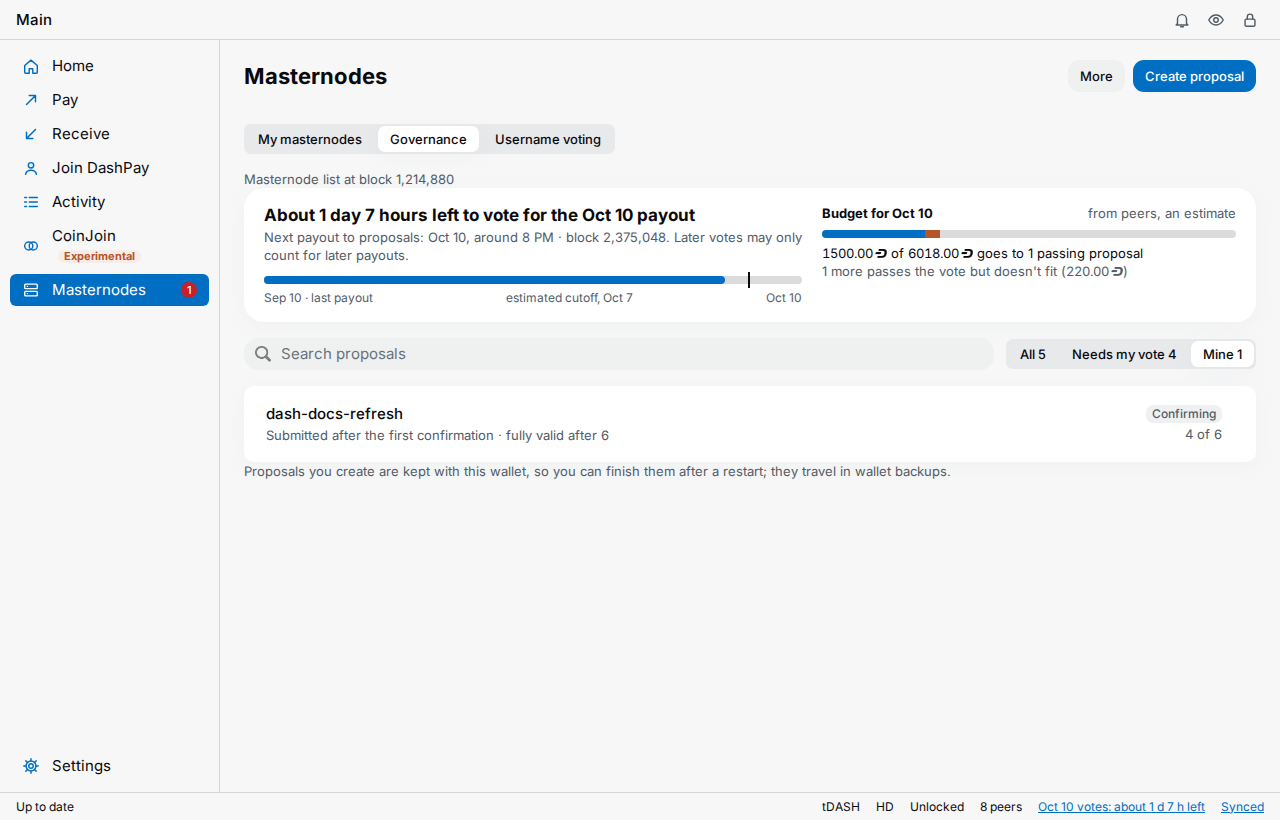 Main
Home
Pay
Receive
Join DashPay
Activity
CoinJoin
Experimental
Masternodes 1
Settings
Masternodes
More
Create proposal
My masternodes
Governance
Username voting
Masternode list at block 1,214,880
About 1 day 7 hours left to vote for the Oct 10 payout
Next payout to proposals: Oct 10, around 8 PM · block 2,375,048. Later votes may only
count for later payouts.
Sep 10 · last payout
estimated cutoff, Oct 7
Oct 10
Budget for Oct 10
from peers, an estimate
1500.00 of 6018.00 goes to 1 passing proposal
1 more passes the vote but doesn't fit (220.00)
Search proposals
All 5
Needs my vote 4
Mine 1
dash-docs-refresh
Confirming
Submitted after the first confirmation · fully valid after 6
4 of 6
Proposals you create are kept with this wallet, so you can finish them after a restart; they travel in wallet backups.
Up to date
tDASH
HD
Unlocked
8 peers
Oct 10 votes: about 1 d 7 h left
Synced